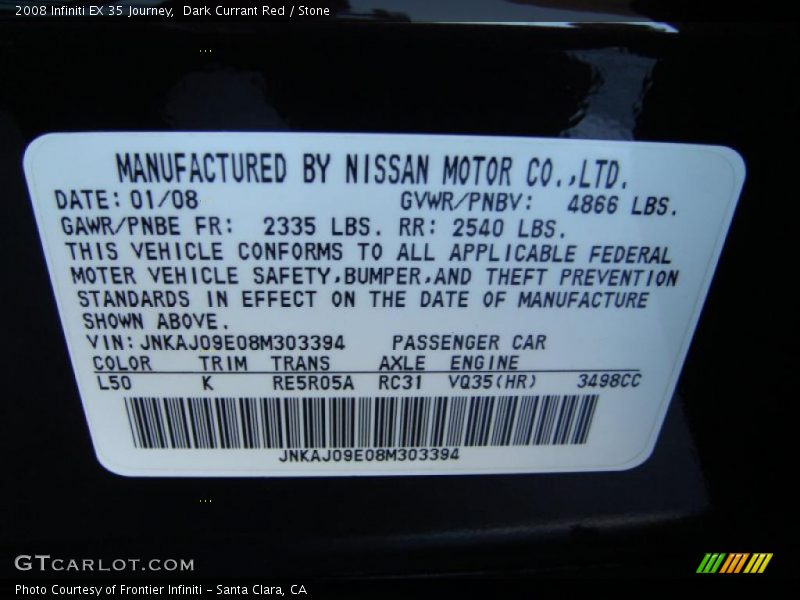 2008 Infiniti EX 35 Journey,  Dark Currant Red / Stone
MANUFACTURED BY NISSAN MOTOR CO.,LTD.
DATE: 01/08 GVWR/PNBV: 4866 LBS.
GAWR/PNBE FR: 2335 LBS. RR: 2540 LBS.
THIS VEHICLE CONFORMS TO ALL APPLICABLE FEDERAL
MOTER VEHICLE SAFETY,BUMPER,AND THEFT PREVENTION
STANDARDS IN EFFECT ON THE DATE OF MANUFACTURE
SHOWN ABOVE.
VIN: JNKAJ09E08M303394 PASSENGER CAR
COLOR TRIM TRANS AXLE ENGINE
L50 K RE5R05A RC31 VQ35(HR) 3498CC
JNKAJ09E08M303394
GTCARLOT.COM
Photo Courtesy of Frontier Infiniti - Santa Clara, CA